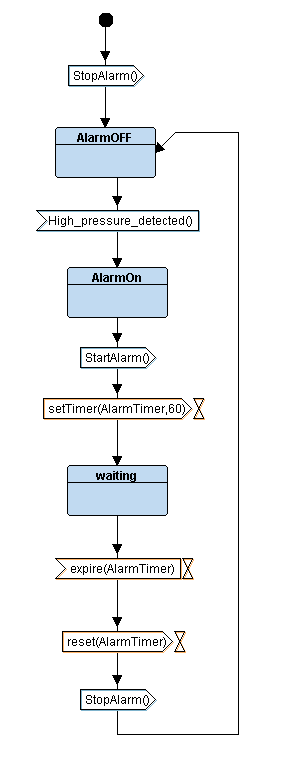 StopAlarm()
AlarmOFF
High_pressure_detected()
AlarmOn
StartAlarm()
setTimer(AlarmTimer,60)
waiting
expire(AlarmTimer)
reset(AlarmTimer)
StopAlarm()